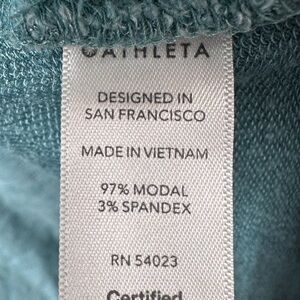 ATHLETA
DESIGNED IN
SAN FRANCISCO
MADE IN VIETNAM
97% MODAL
3% SPANDEX
RN 54023
Certified